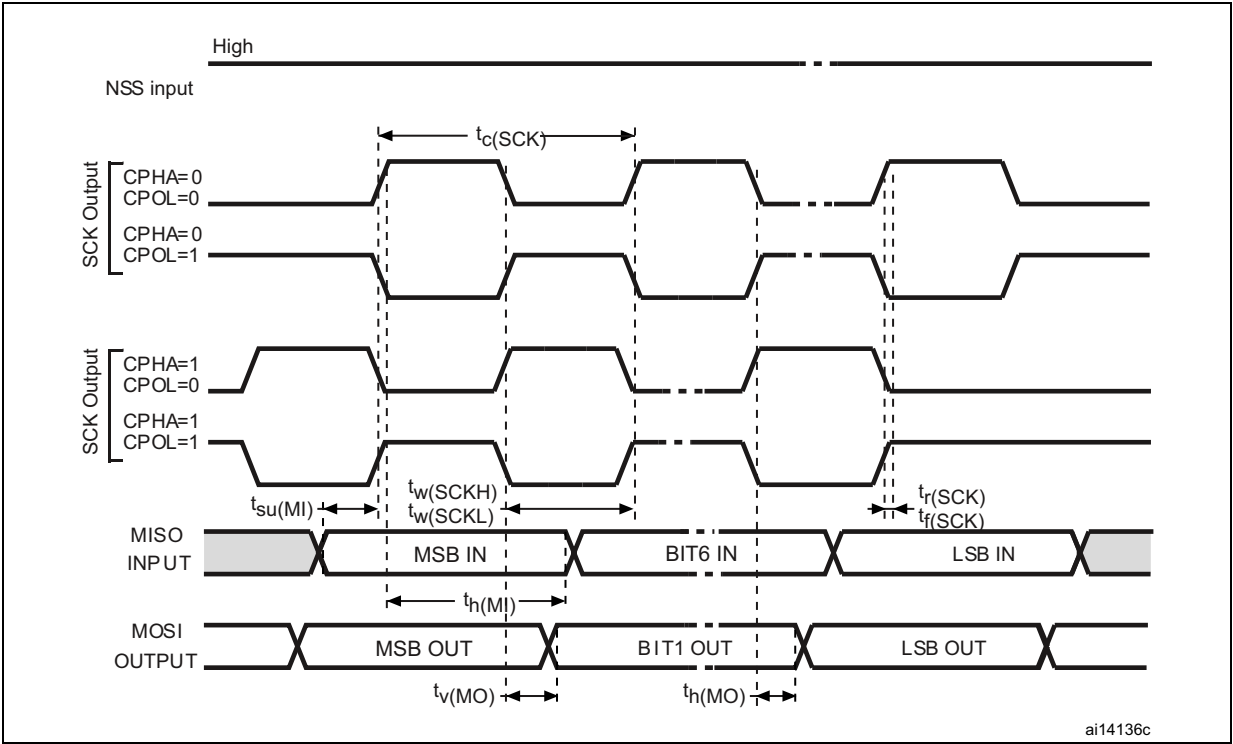 High
NSS input
tc(SCK)
SCK Output
CPHA=0
CPOL=0
CPHA=0
CPOL=1
SCK Output
CPHA=1
CPOL=0
CPHA=1
CPOL=1
tsu(MI)
tw(SCKH)
tw(SCKL)
tr(SCK)
tf(SCK)
MISO
INPUT
MSB IN
BIT6 IN
LSB IN
th(MI)
MOSI
OUTPUT
MSB OUT
BIT1 OUT
LSB OUT
tv(MO)
th(MO)
ai14136c